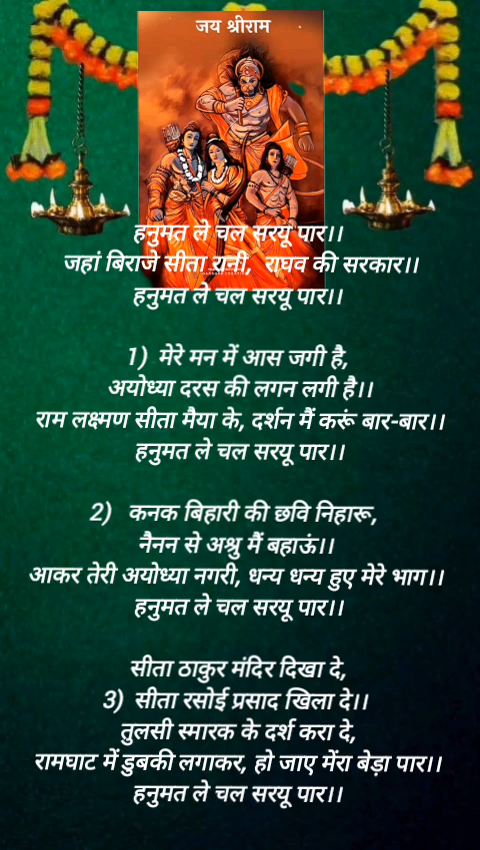 जय श्रीराम
हनुमत ले चल सरयू पार।।
जहां बिराजे सीता रानी, राघव की सरकार।।
हनुमत ले चल सरयू पार।।
1) मेरे मन में आस जगी है,
अयोध्या दरस की लगन लगी है।।
राम लक्ष्मण सीता मैया के, दर्शन मैं करूं बार-बार।।
हनुमत ले चल सरयू पार।।
2) कनक बिहारी की छवि निहारू,
नैनन से अश्रु मैं बहाऊं।।
आकर तेरी अयोध्या नगरी, धन्य धन्य हुए मेरे भाग।।
हनुमत ले चल सरयू पार।।
सीता ठाकुर मंदिर दिखा दे,
3) सीता रसोई प्रसाद खिला दे।।
तुलसी स्मारक के दर्श करा दे,
रामघाट में डुबकी लगाकर, हो जाए मेंरा बेड़ा पार।।
हनुमत ले चल सरयू पार।।